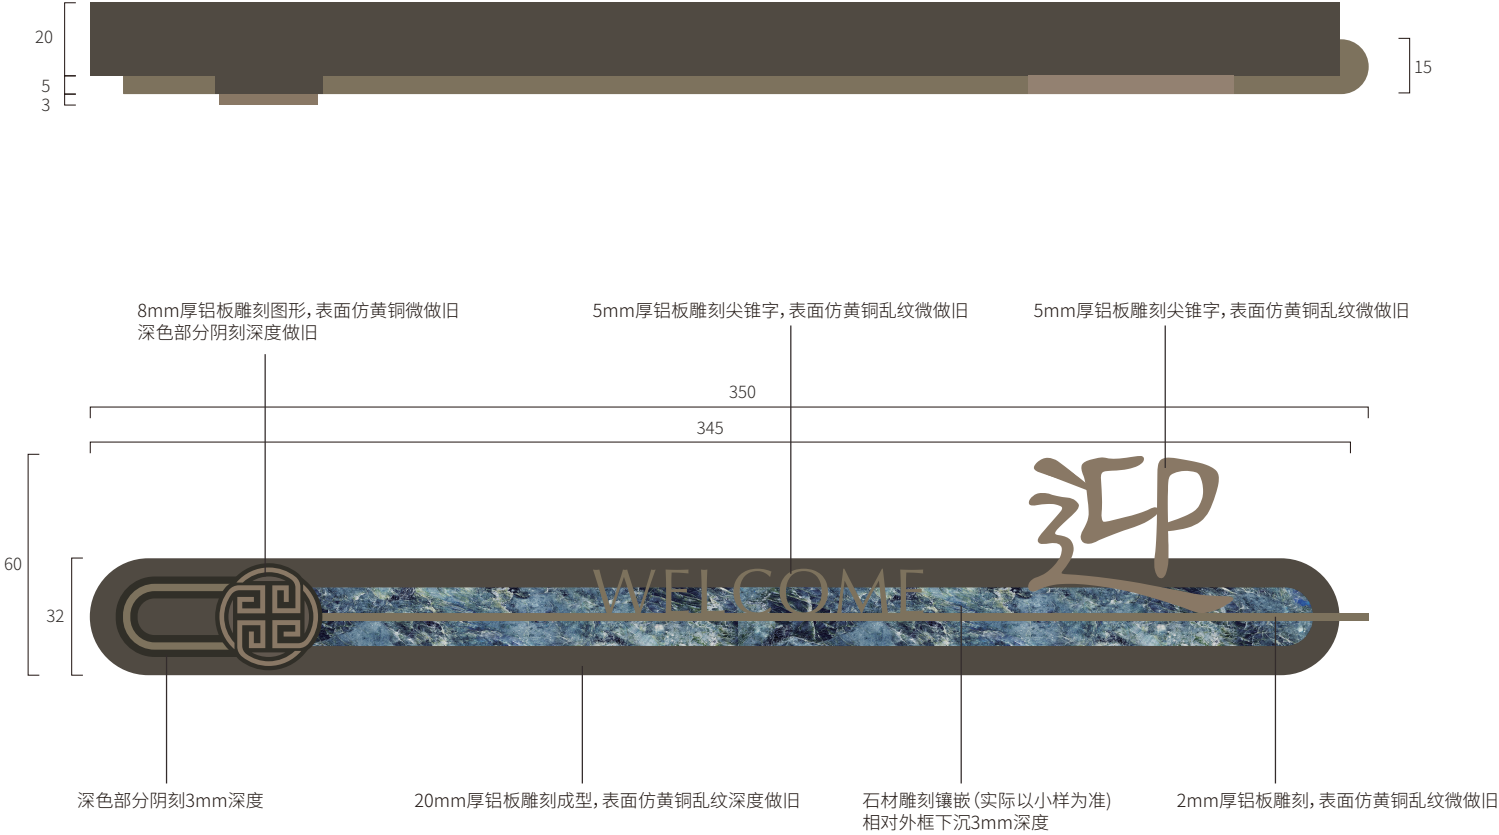 20
5
3
15
8mm厚铝板雕刻图形，表面仿黄铜微做旧
深色部分阴刻深度做旧
5mm厚铝板雕刻尖锥字，表面仿黄铜乱纹微做旧
5mm厚铝板雕刻尖锥字，表面仿黄铜乱纹微做旧
350
345
60
32
迎
WELCOME
深色部分阴刻3mm深度
20mm厚铝板雕刻成型，表面仿黄铜乱纹深度做旧
石材雕刻镶嵌（实际以小样为准）
相对外框下沉3mm深度
2mm厚铝板雕刻，表面仿黄铜乱纹微做旧